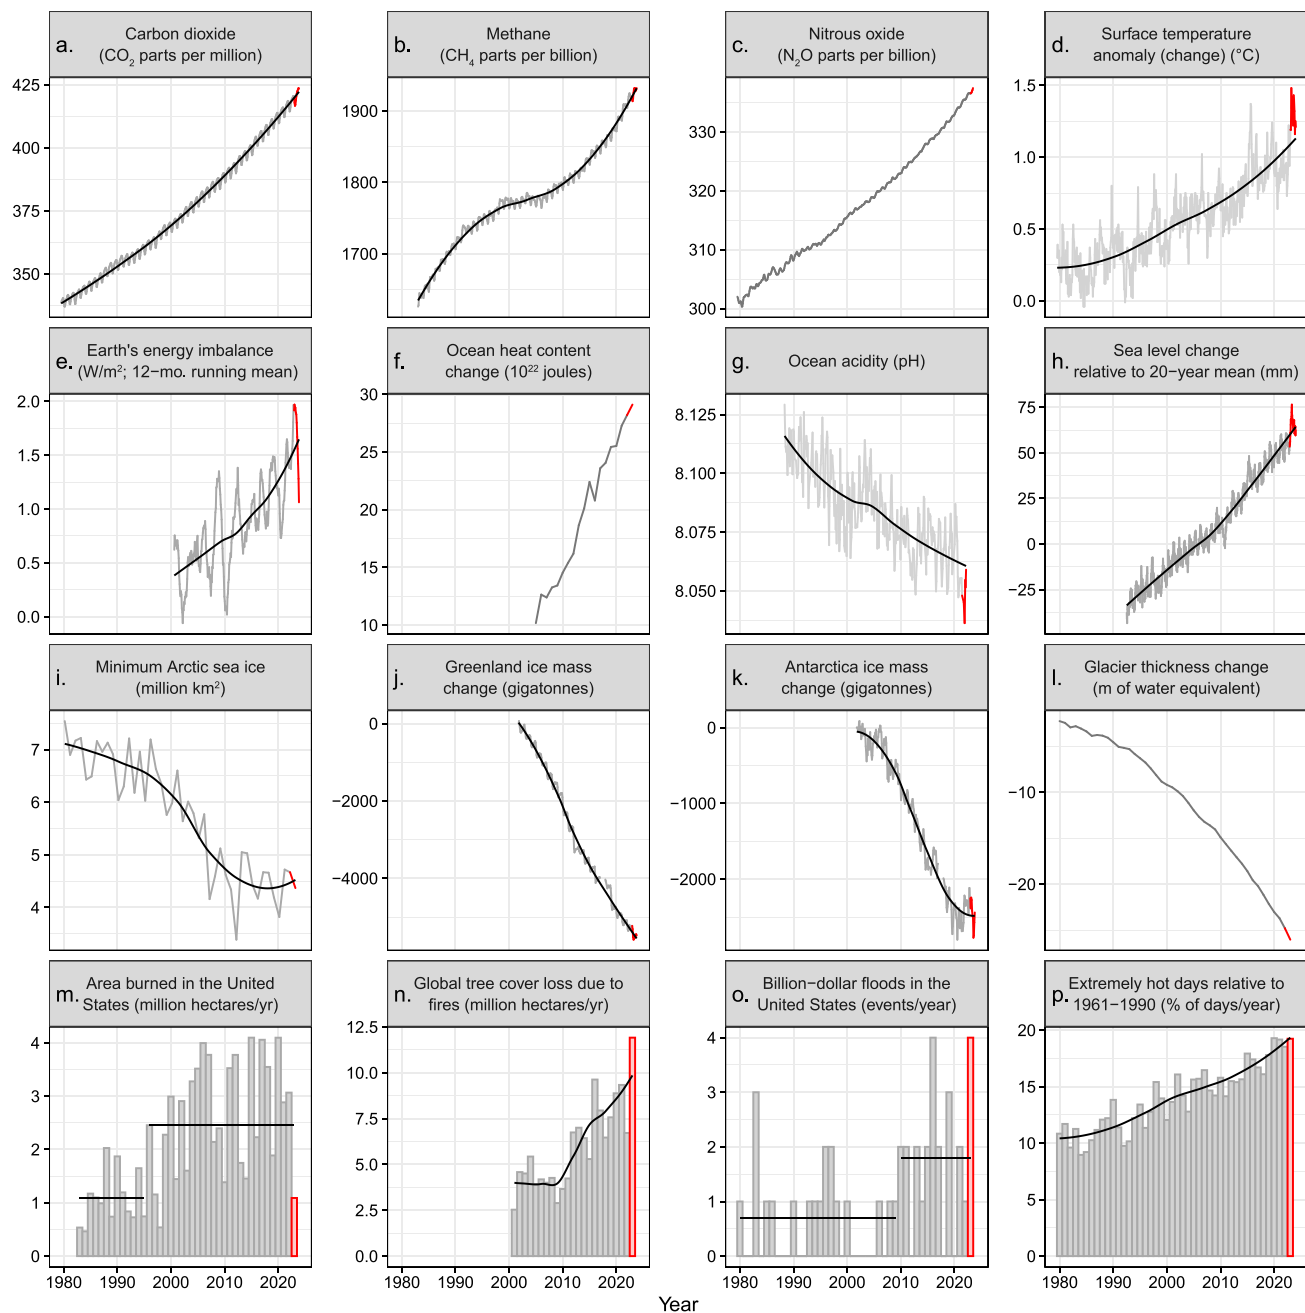 a. Carbon dioxide
(CO₂ parts per million)
b. Methane
(CH₄ parts per billion)
c. Nitrous oxide
(N₂O parts per billion)
d. Surface temperature
anomaly (change) (°C)
425
400
375
350
1900
1800
1700
330
320
310
300
1.5
1.0
0.5
0.0
e. Earth's energy imbalance
(W/m²; 12−mo. running mean)
f. Ocean heat content
change (10²² joules)
g. Ocean acidity (pH)
h. Sea level change
relative to 20−year mean (mm)
2.0
1.5
1.0
0.5
0.0
30
25
20
15
10
8.125
8.100
8.075
8.050
75
50
25
0
−25
i. Minimum Arctic sea ice
(million km²)
j. Greenland ice mass
change (gigatonnes)
k. Antarctica ice mass
change (gigatonnes)
l. Glacier thickness change
(m of water equivalent)
7
6
5
4
0
−2000
−4000
0
−1000
−2000
−10
−20
m. Area burned in the United
States (million hectares/yr)
n. Global tree cover loss due to
fires (million hectares/yr)
o. Billion−dollar floods in the
United States (events/year)
p. Extremely hot days relative to
1961−1990 (% of days/year)
4
3
2
1
0
12.5
10.0
7.5
5.0
2.5
0.0
4
3
2
1
0
20
15
10
5
0
1980 1990 2000 2010 2020
1980 1990 2000 2010 2020
1980 1990 2000 2010 2020
1980 1990 2000 2010 2020
Year